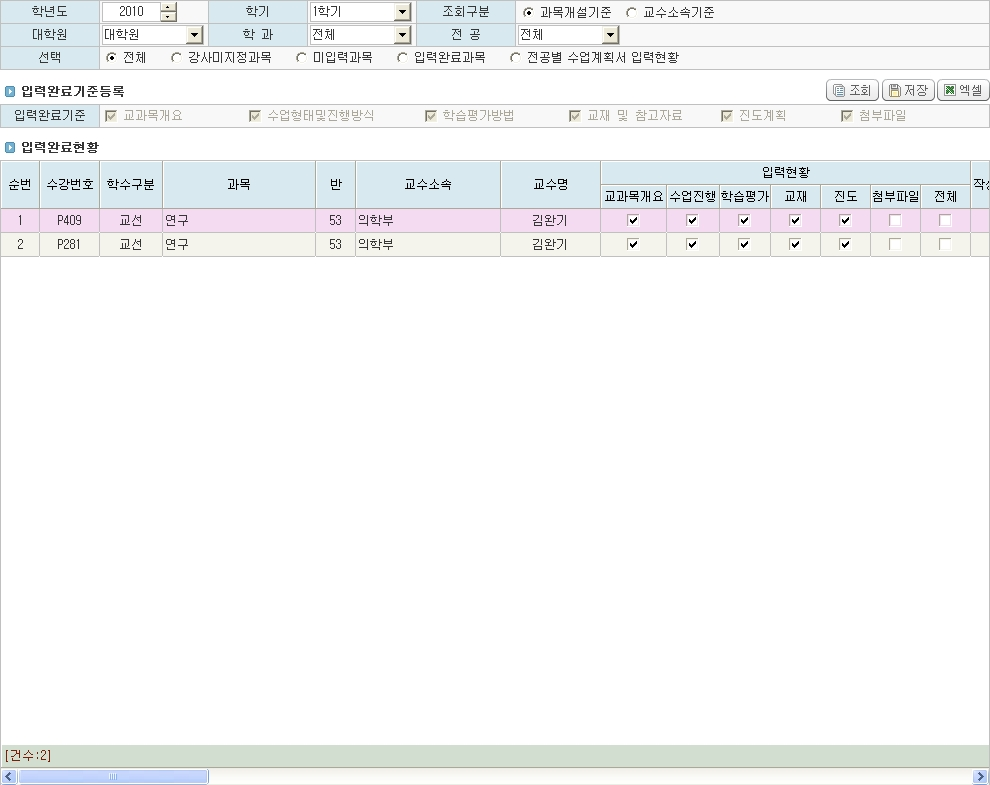 학년도 2010 학기 1학기 조회구분 과목개설기준 교수소속기준
대학원 대학원 학 과 전체 전 공 전체
선택 전체 강사미지정과목 미입력과목 입력완료과목 전공별 수업계획서 입력현황
입력완료기준등록 조회 저장 엑셀
입력완료기준 교과목개요 수업형태및진행방식 학습평가방법 교재 및 참고자료 진도계획 첨부파일
입력완료현황
순번 수강번호 학수구분 과목 반 교수소속 교수명 입력현황
교과목개요 수업진행 학습평가 교재 진도 첨부파일 전체
1 P409 교선 연구 53 의학부 김완기
2 P281 교선 연구 53 의학부 김완기
[건수:2]